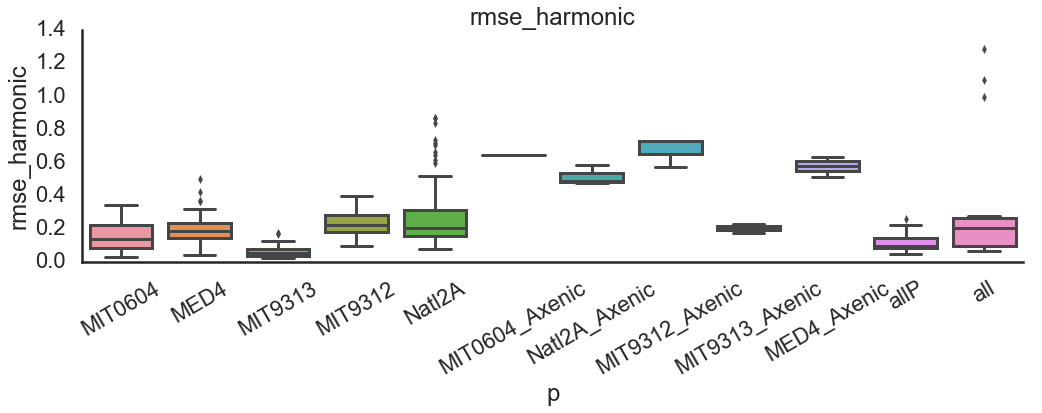 rmse_harmonic
rmse_harmonic
1.4
1.2
1.0
0.8
0.6
0.4
0.2
0.0
MIT0604
MED4
MIT9313
MIT9312
Natl2A
MIT0604_Axenic
Natl2A_Axenic
MIT9312_Axenic
MIT9313_Axenic
MED4_Axenic
allP
all
p